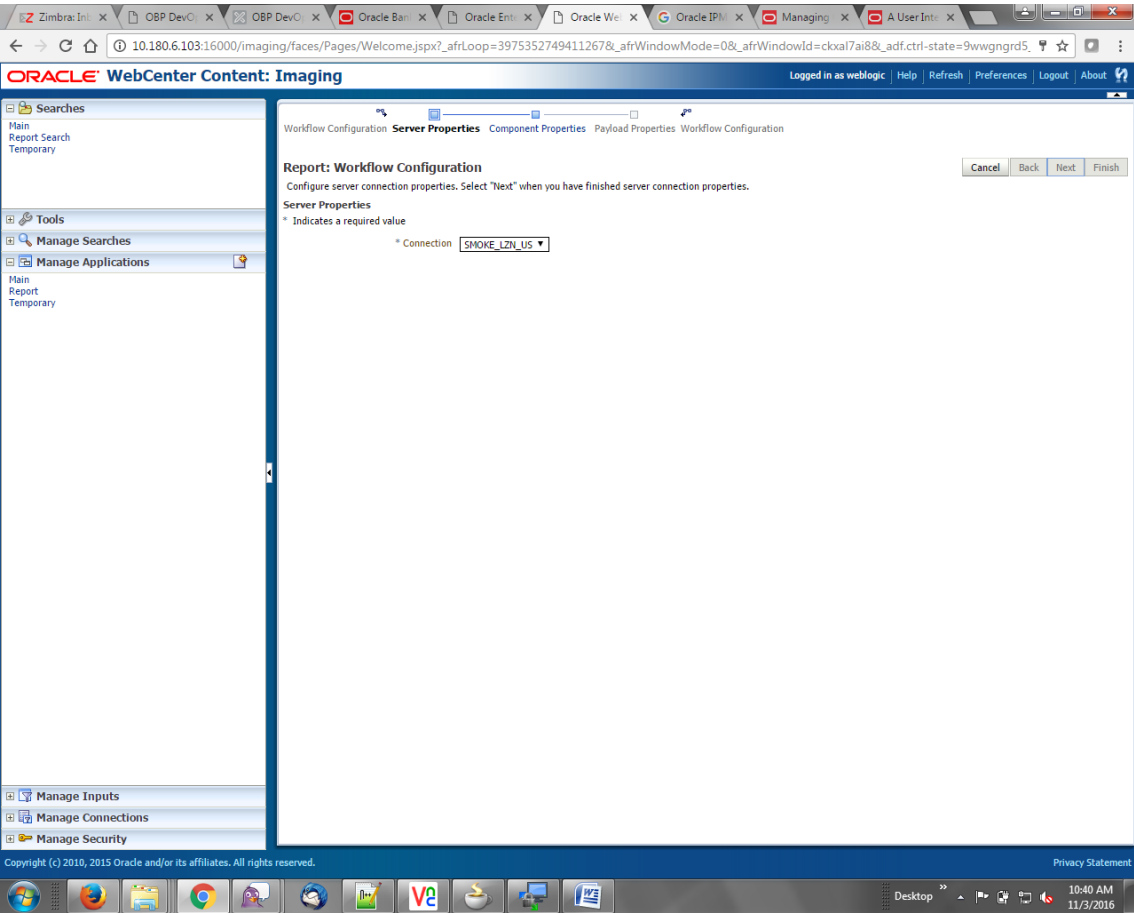 Zimbra: Inb
OBP DevO
OBP DevO
Oracle Ban
Oracle Ente
Oracle Wel
Oracle IPM
Managing
A User Inte
10.180.6.103:16000/imaging/faces/Pages/Welcome.jspx?_afrLoop=3975352749411267&_afrWindowMode=0&_afrWindowId=ckxal7ai8&_adf.ctrl-state=9wwgngrd5_
ORACLE WebCenter Content: Imaging
Logged in as weblogic Help Refresh Preferences Logout About
Searches
Main
Report Search
Temporary
Tools
Manage Searches
Manage Applications
Main
Report
Temporary
Manage Inputs
Manage Connections
Manage Security
Workflow Configuration Server Properties Component Properties Payload Properties Workflow Configuration
Report: Workflow Configuration
Cancel Back Next Finish
Configure server connection properties. Select "Next" when you have finished server connection properties.
Server Properties
* Indicates a required value
* Connection SMOKE_LZN_US
Copyright (c) 2010, 2015 Oracle and/or its affiliates. All rights reserved.
Privacy Statement
Desktop
10:40 AM
11/3/2016